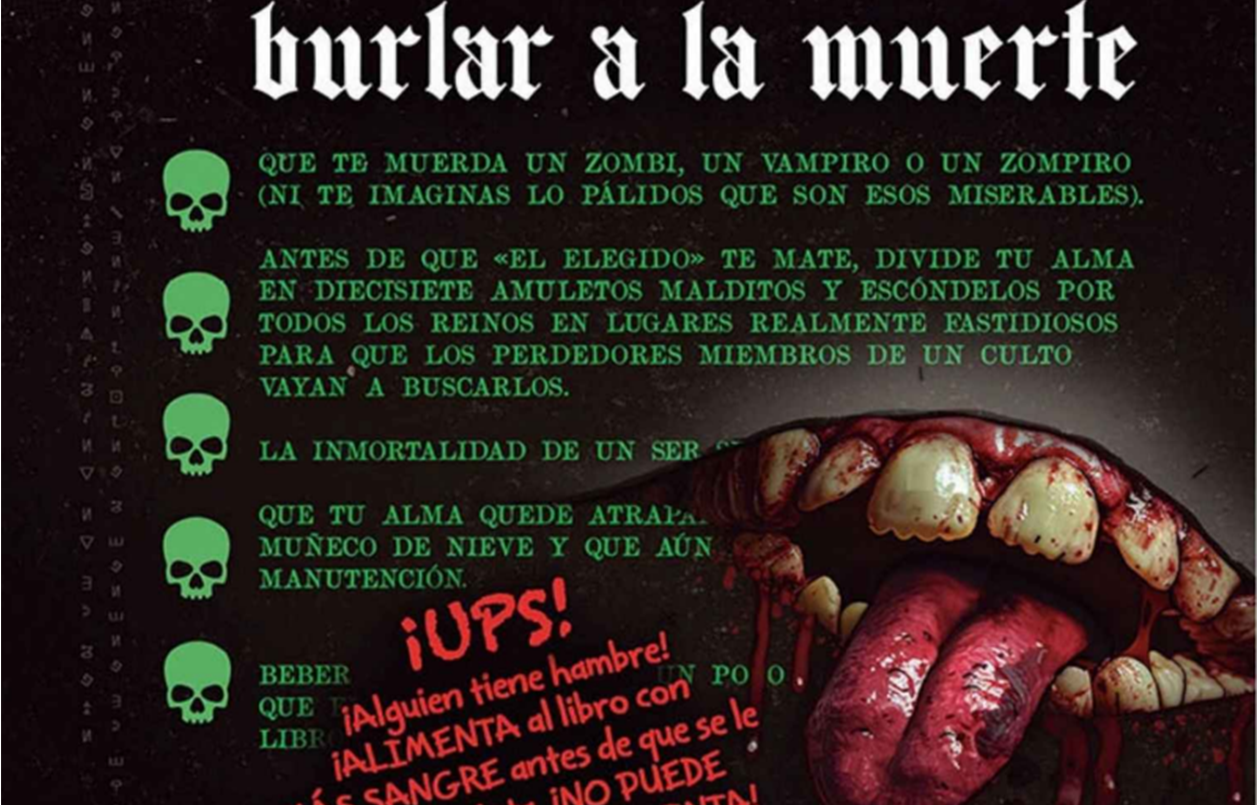 burlar a la muerte
QUE TE MUERDA UN ZOMBI, UN VAMPIRO O UN ZOMPIRO
(NI TE IMAGINAS LO PÁLIDOS QUE SON ESOS MISERABLES).
ANTES DE QUE «EL ELEGIDO» TE MATE, DIVIDE TU ALMA
EN DIECISIETE AMULETOS MALDITOS Y ESCÓNDELOS POR
TODOS LOS REINOS EN LUGARES REALMENTE FASTIDIOSOS
PARA QUE LOS PERDEDORES MIEMBROS DE UN CULTO
VAYAN A BUSCARLOS.
LA INMORTALIDAD DE UN SER
QUE TU ALMA QUEDE
MUÑECO DE NIEVE Y QUE AÚN
MANUTENCIÓN.
BEBER
QUE
¡UPS!
¡Alguien tiene hambre!
¡ALIMENTA al libro con
SANGRE antes de que se le
¡NO PUEDE